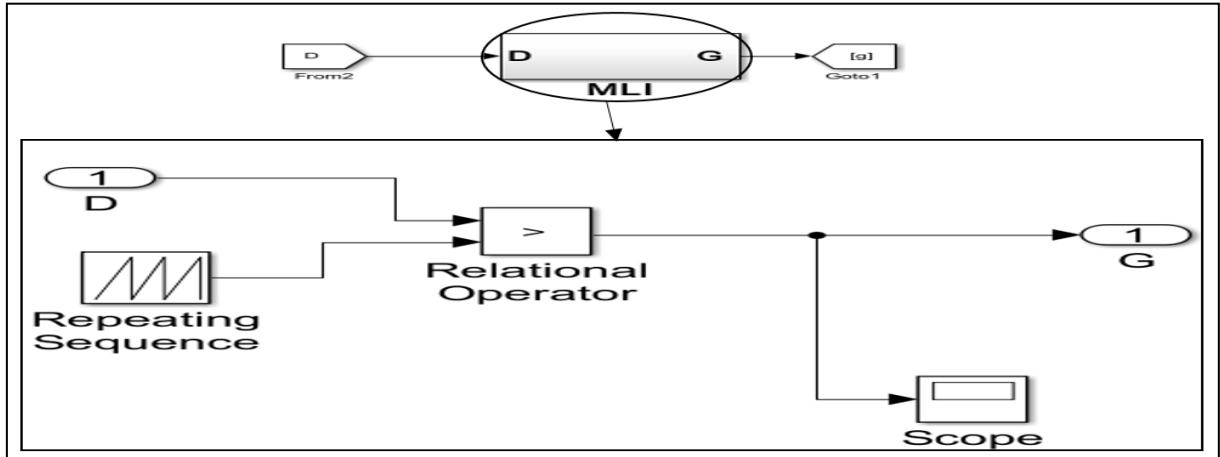 D
From2
D
G
MLI
[g]
Goto1
1
D
>
Relational
Operator
Repeating
Sequence
1
G
Scope